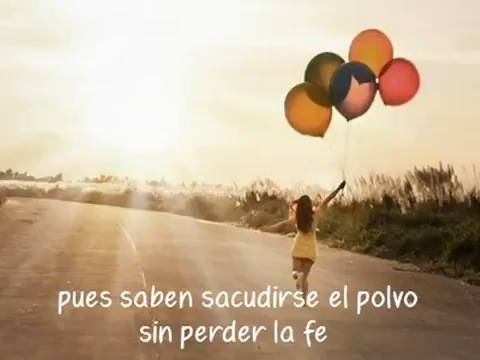 pues saben sacudirse el polvo
sin perder la fe